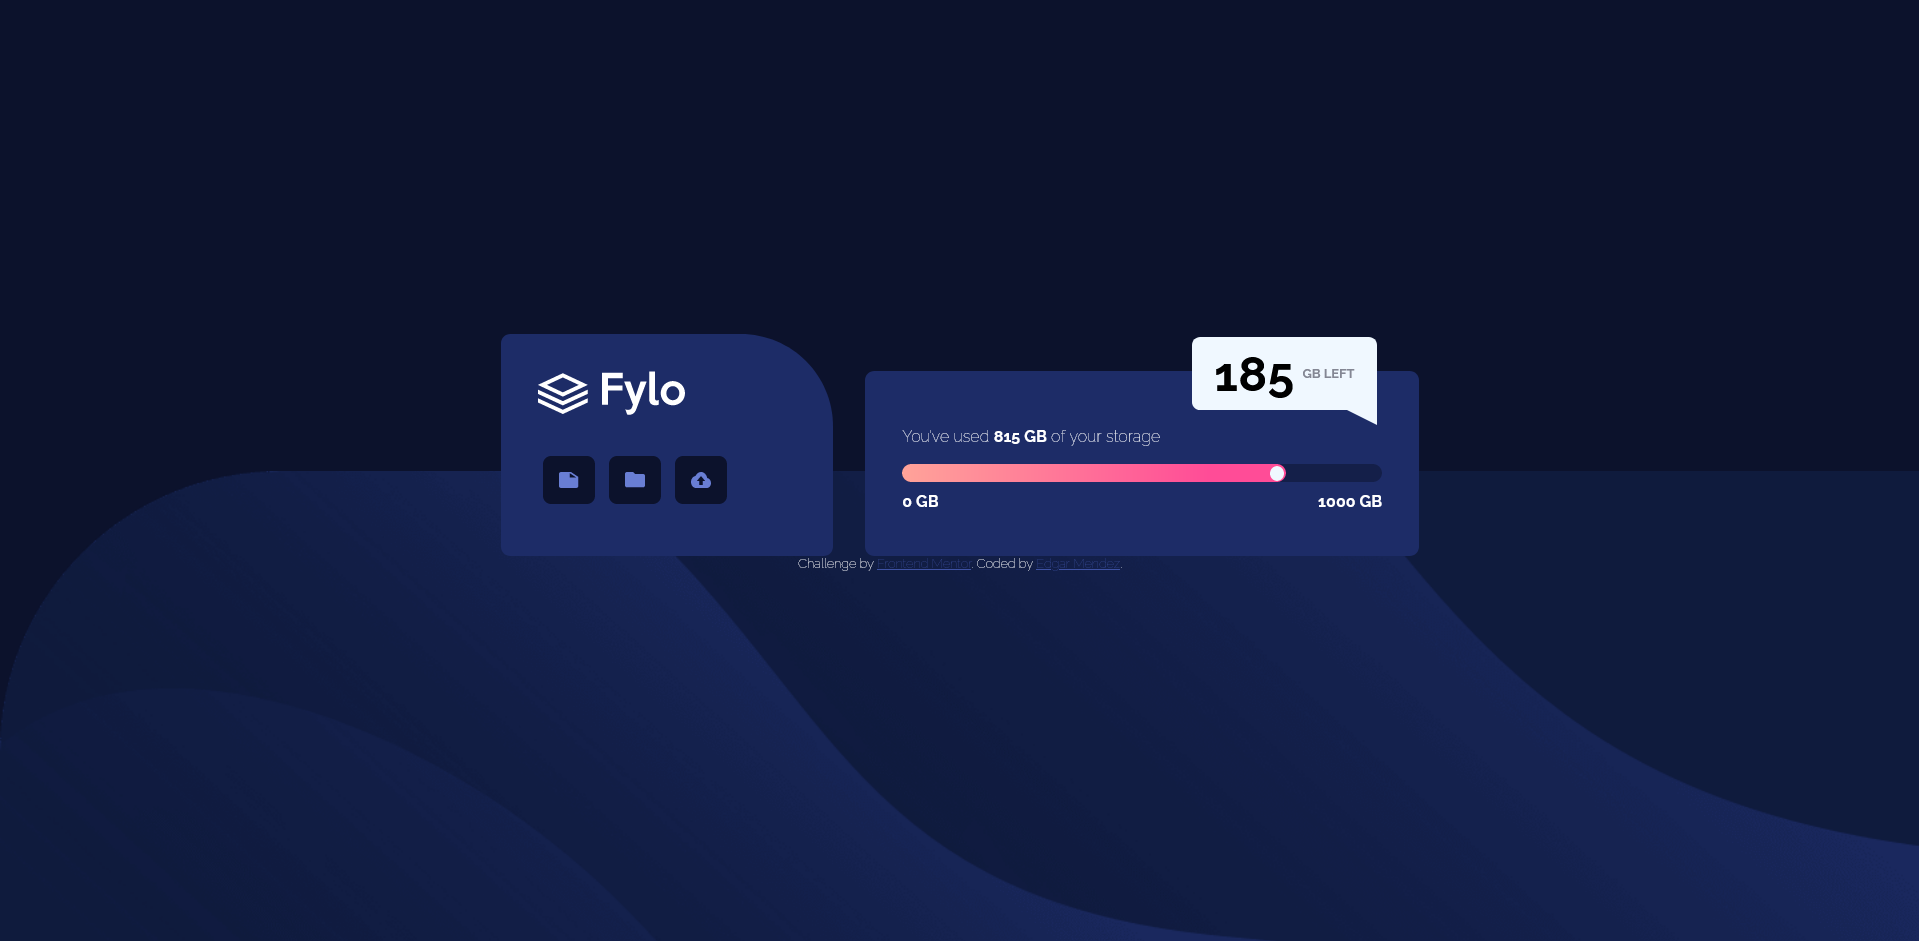 Fylo
185 GB LEFT
You've used 815 GB of your storage
0 GB
1000 GB
Challenge by Frontend Mentor. Coded by Edgar Mendez.